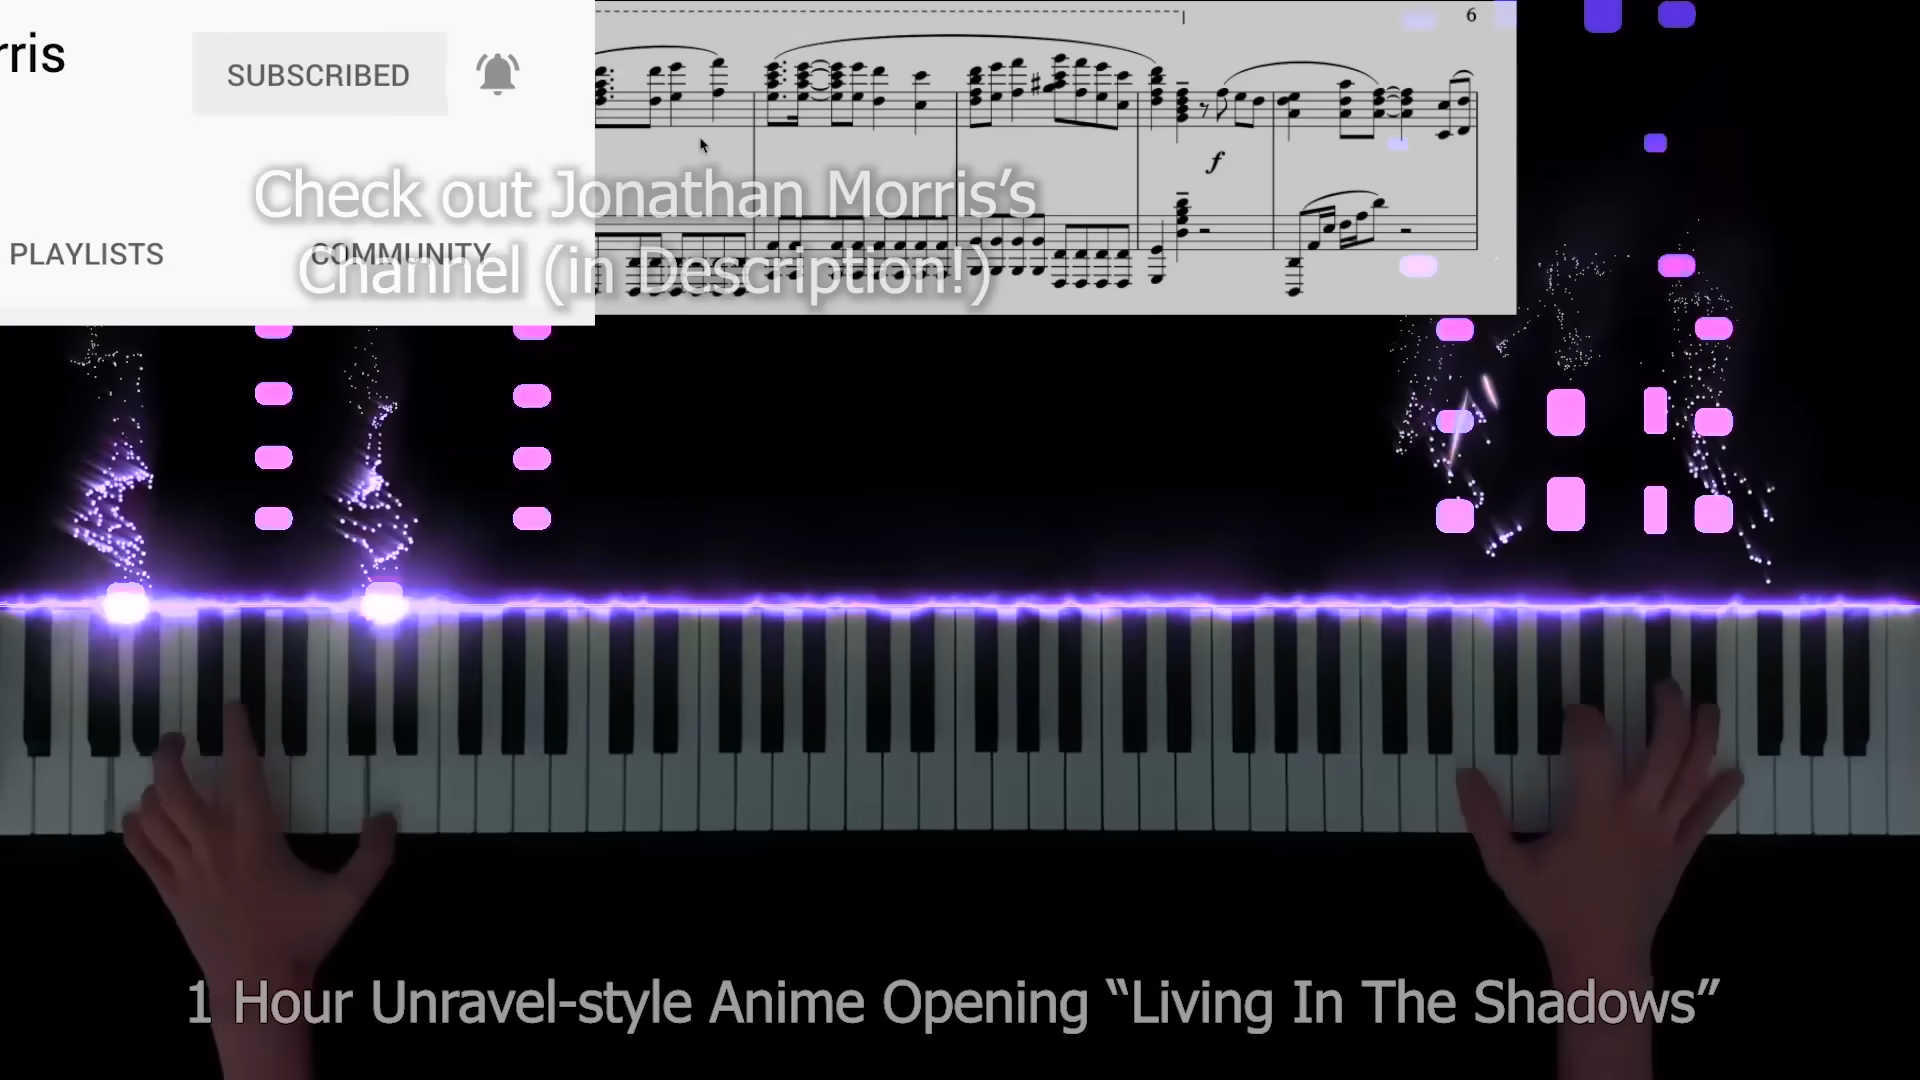 rris
SUBSCRIBED
6
f
Check out Jonathan Morris’s
Channel (in Description!)
PLAYLISTS
COMMUNITY
1 Hour Unravel-style Anime Opening “Living In The Shadows”